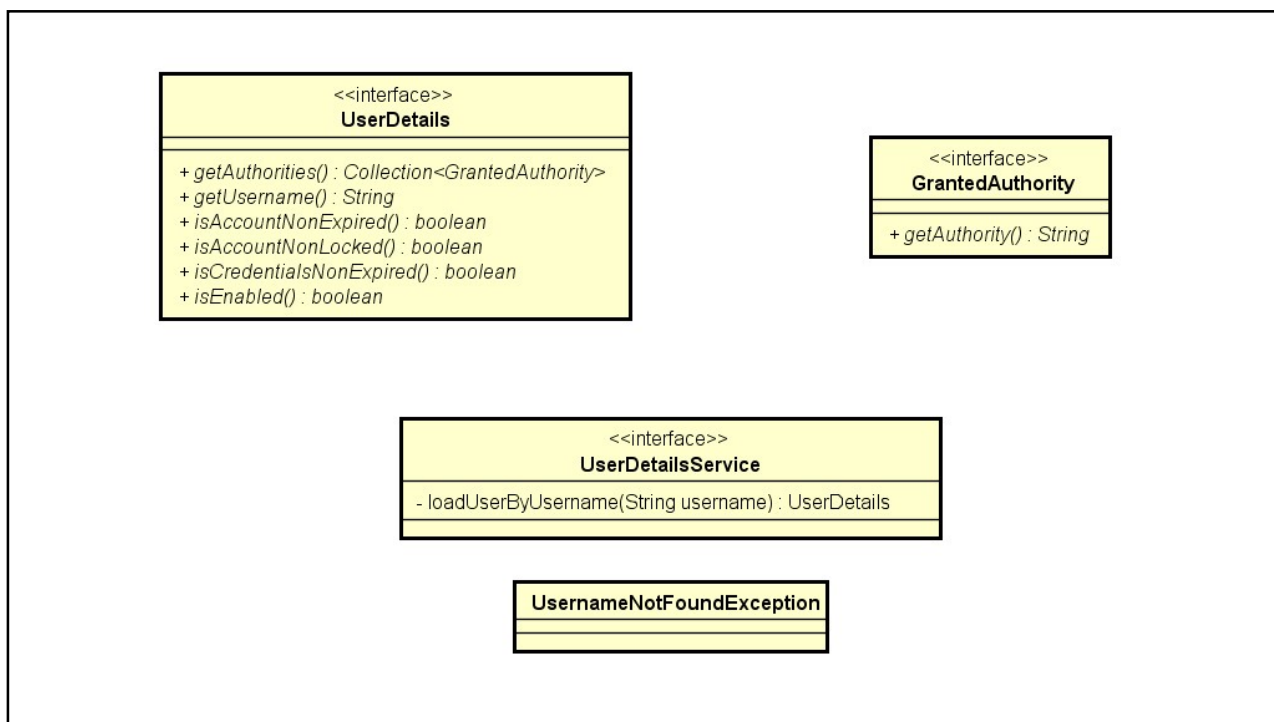 <<interface>>
UserDetails
+ getAuthorities() : Collection<GrantedAuthority>
+ getUsername() : String
+ isAccountNonExpired() : boolean
+ isAccountNonLocked() : boolean
+ isCredentialsNonExpired() : boolean
+ isEnabled() : boolean
<<interface>>
GrantedAuthority
+ getAuthority() : String
<<interface>>
UserDetailsService
- loadUserByUsername(String username) : UserDetails
UsernameNotFoundException